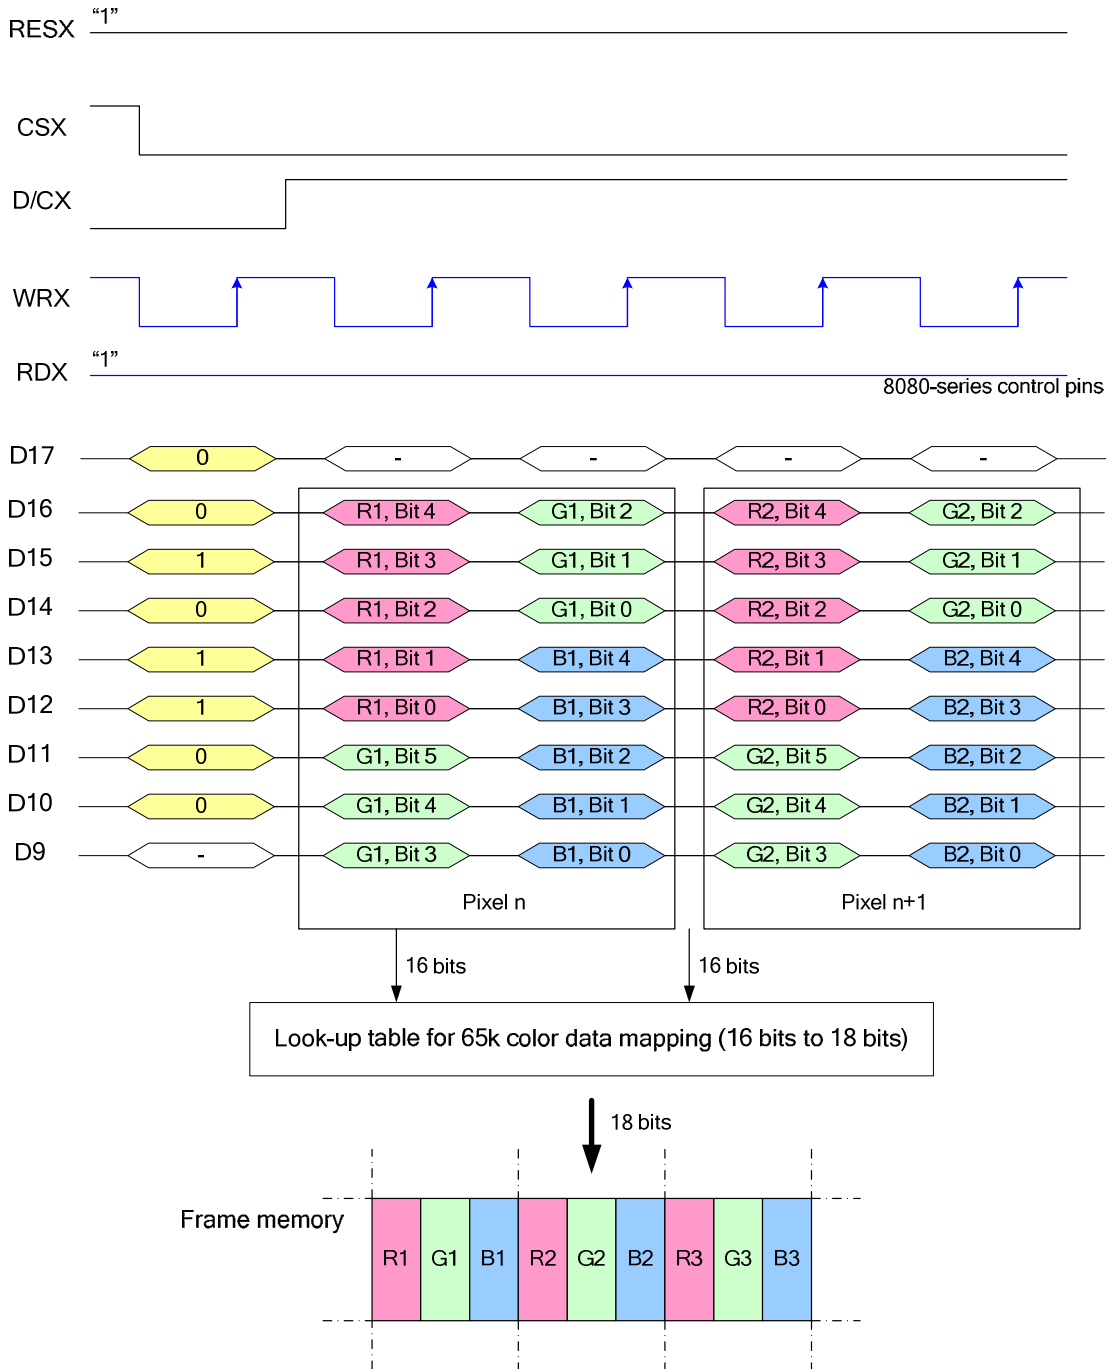 RESX “1”
CSX
D/CX
WRX
RDX “1”
8080-series control pins
D17 0 - - - -
D16 0 R1, Bit 4 G1, Bit 2 R2, Bit 4 G2, Bit 2
D15 1 R1, Bit 3 G1, Bit 1 R2, Bit 3 G2, Bit 1
D14 0 R1, Bit 2 G1, Bit 0 R2, Bit 2 G2, Bit 0
D13 1 R1, Bit 1 B1, Bit 4 R2, Bit 1 B2, Bit 4
D12 1 R1, Bit 0 B1, Bit 3 R2, Bit 0 B2, Bit 3
D11 0 G1, Bit 5 B1, Bit 2 G2, Bit 5 B2, Bit 2
D10 0 G1, Bit 4 B1, Bit 1 G2, Bit 4 B2, Bit 1
D9 - G1, Bit 3 B1, Bit 0 G2, Bit 3 B2, Bit 0
Pixel n Pixel n+1
16 bits 16 bits
Look-up table for 65k color data mapping (16 bits to 18 bits)
18 bits
Frame memory
R1 G1 B1 R2 G2 B2 R3 G3 B3